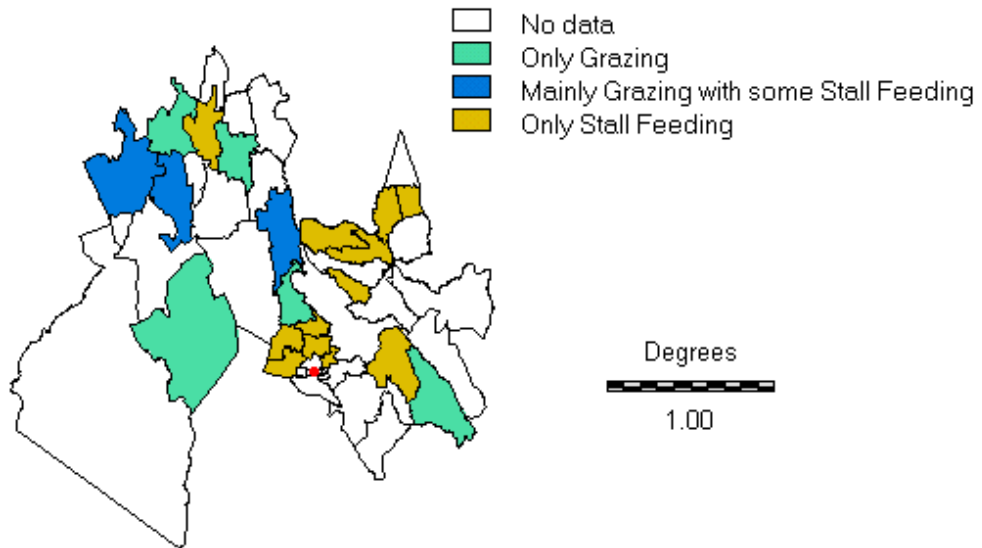 No data
Only Grazing
Mainly Grazing with some Stall Feeding
Only Stall Feeding
Degrees
1.00